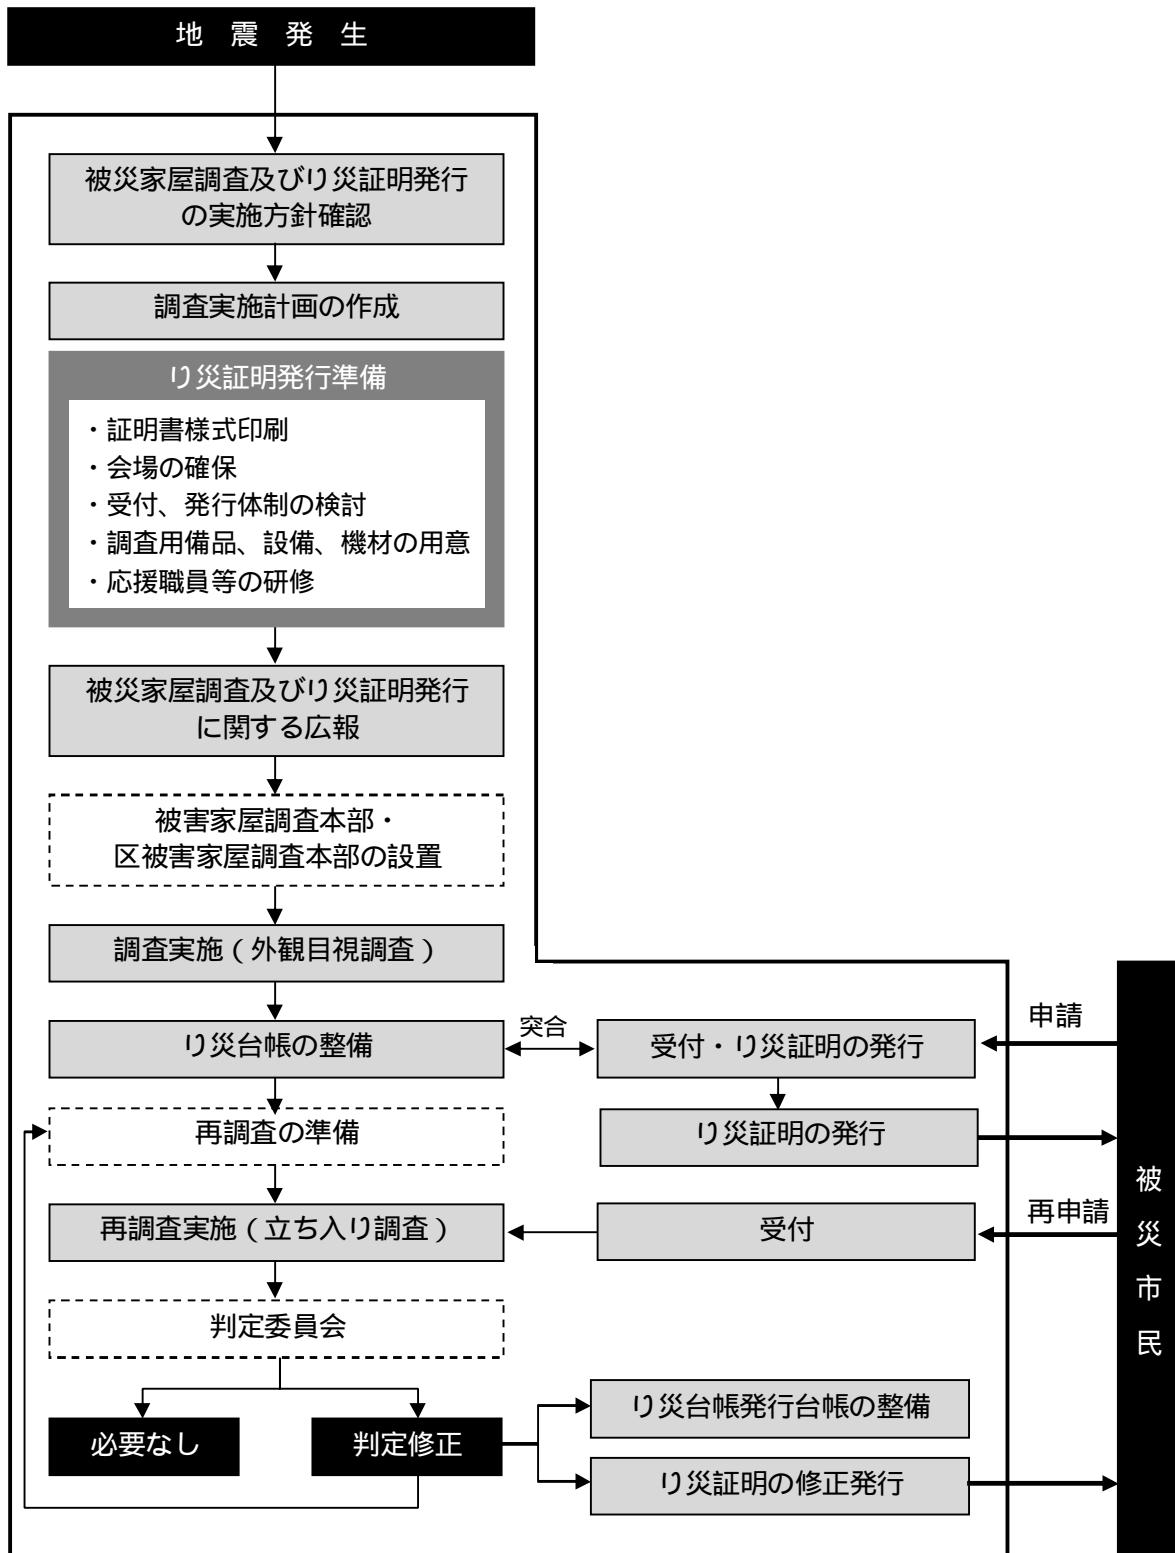 地 震 発 生
被災家屋調査及びり災証明発行
の実施方針確認
調査実施計画の作成
り災証明発行準備
・証明書様式印刷
・会場の確保
・受付、発行体制の検討
・調査用備品、設備、機材の用意
・応援職員等の研修
被災家屋調査及びり災証明発行
に関する広報
被害家屋調査本部・
区被害家屋調査本部の設置
調査実施（外観目視調査）
り災台帳の整備
突合
受付・り災証明の発行
申請
再調査の準備
り災証明の発行
再調査実施（立ち入り調査）
受付
再申請
被災市民
判定委員会
必要なし
判定修正
り災台帳発行台帳の整備
り災証明の修正発行